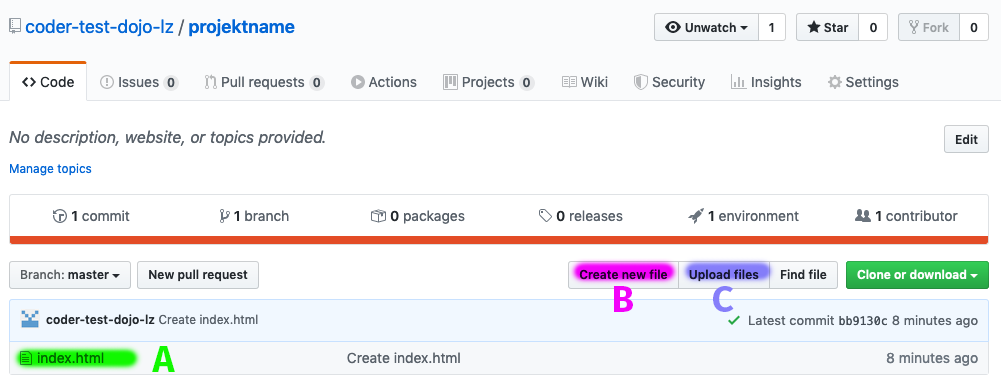 coder-test-dojo-lz / projektname Unwatch 1 Star 0 Fork 0
Code Issues 0 Pull requests 0 Actions Projects 0 Wiki Security Insights Settings
No description, website, or topics provided. Edit
Manage topics
1 commit 1 branch 0 packages 0 releases 1 environment 1 contributor
Branch: master New pull request Create new file Upload files Find file Clone or download
B C
coder-test-dojo-lz Create index.html Latest commit bb9130c 8 minutes ago
index.html A Create index.html 8 minutes ago